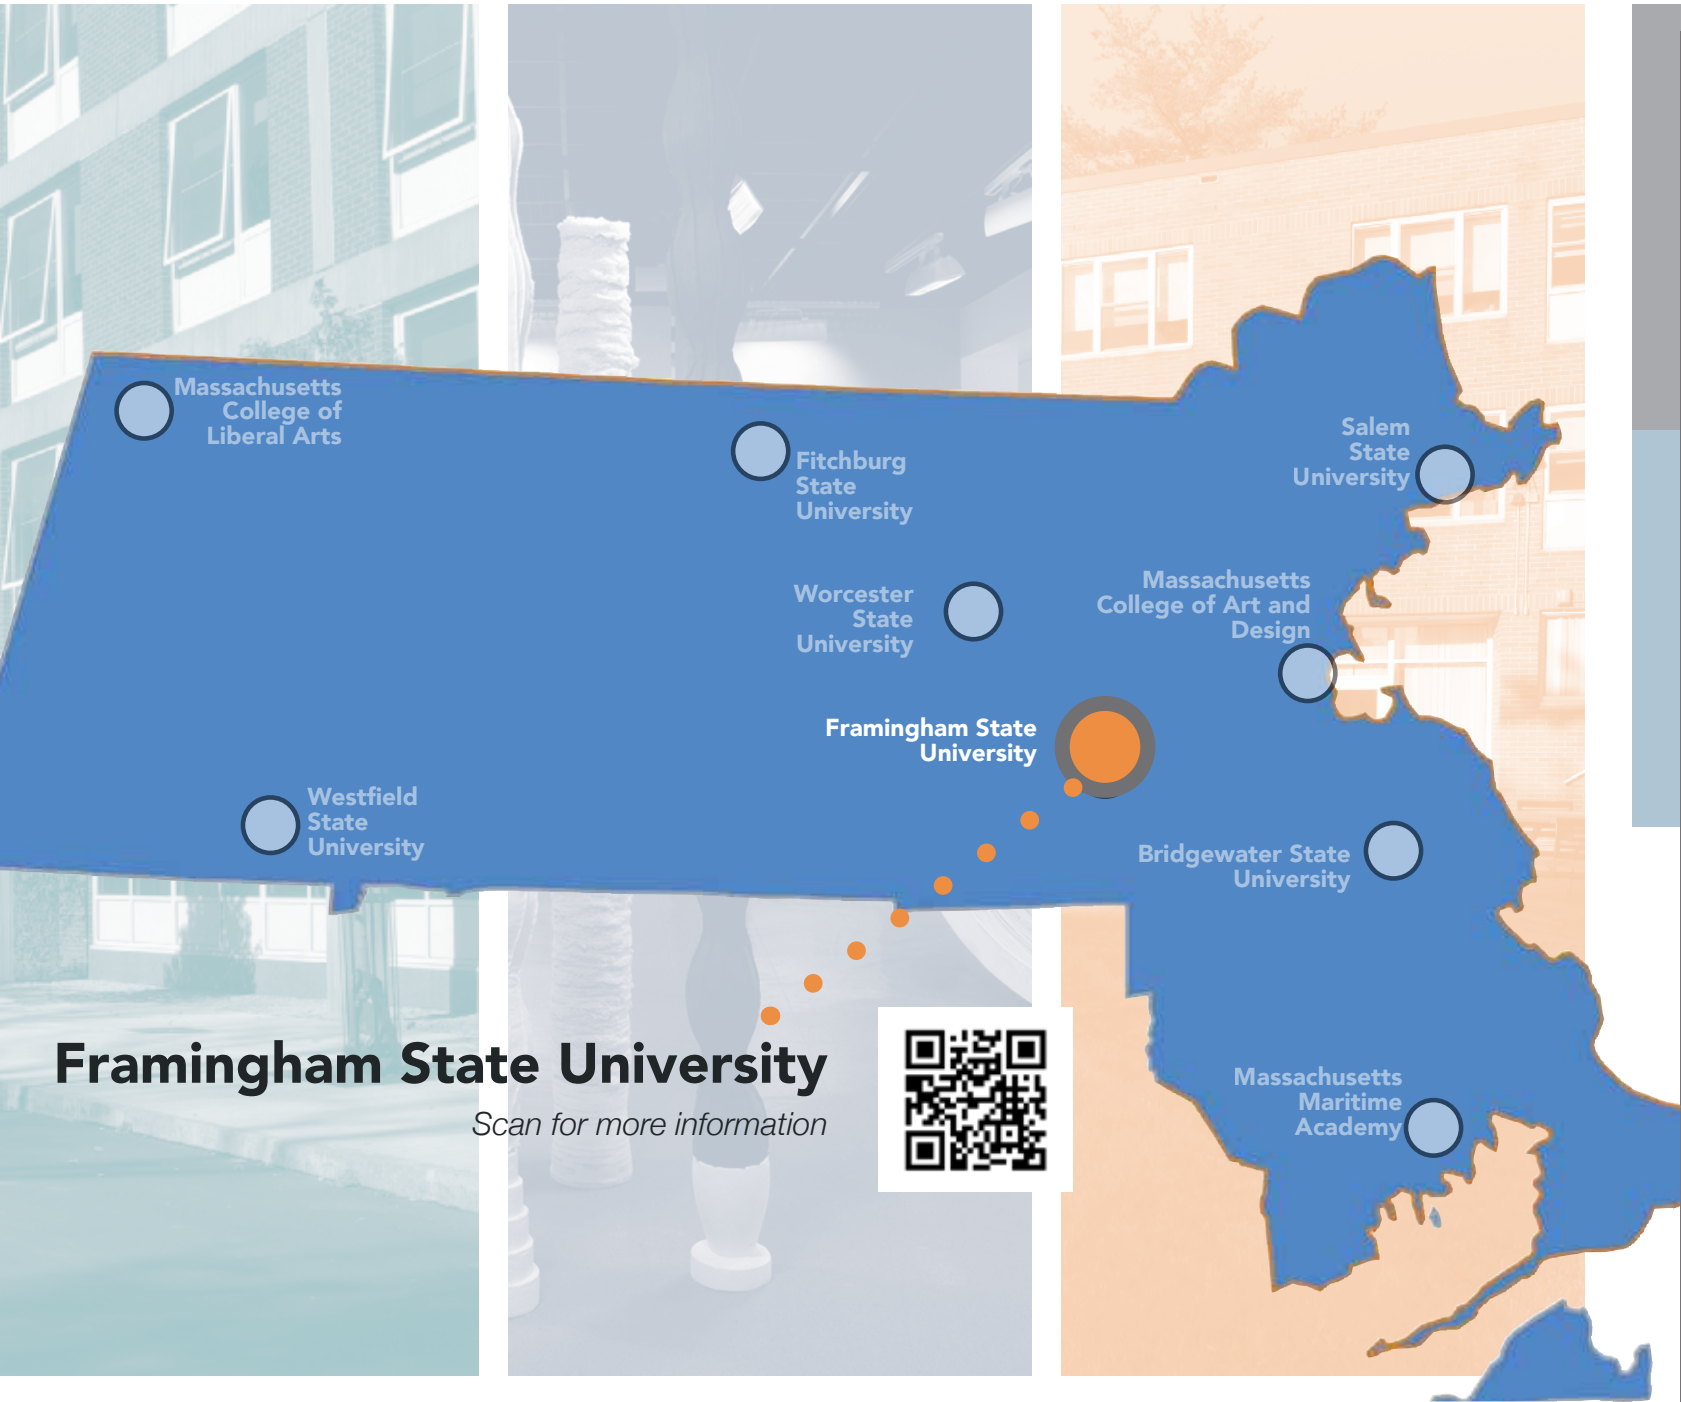 Massachusetts
College of
Liberal Arts
Fitchburg
State
University
Salem
State
University
Worcester
State
University
Massachusetts
College of Art and
Design
Framingham State
University
Westfield
State
University
Bridgewater State
University
Framingham State University
Scan for more information
Massachusetts
Maritime
Academy